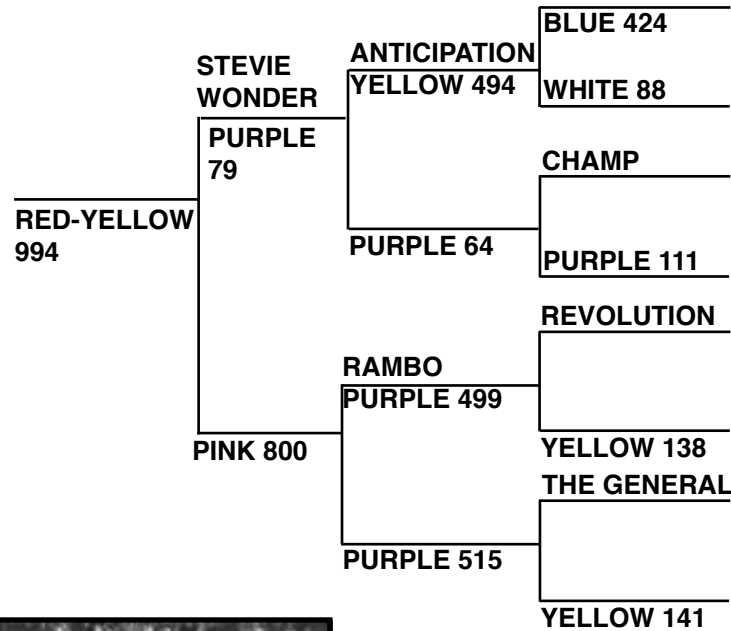 BLUE 424
ANTICIPATION
STEVIE
WONDER
YELLOW 494
WHITE 88
PURPLE
79
CHAMP
RED-YELLOW
994
PURPLE 64
PURPLE 111
REVOLUTION
RAMBO
PURPLE 499
PINK 800
YELLOW 138
THE GENERAL
PURPLE 515
YELLOW 141